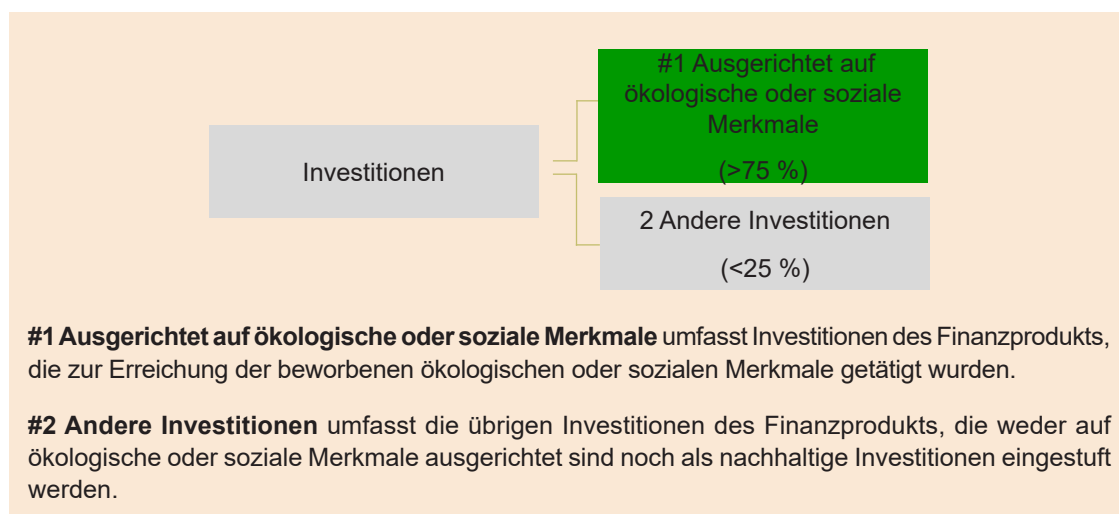 #1 Ausgerichtet auf
ökologische oder soziale
Merkmale
(>75 %)
Investitionen
2 Andere Investitionen
(<25 %)
#1 Ausgerichtet auf ökologische oder soziale Merkmale umfasst Investitionen des Finanzprodukts,
die zur Erreichung der beworbenen ökologischen oder sozialen Merkmale getätigt wurden.
#2 Andere Investitionen umfasst die übrigen Investitionen des Finanzprodukts, die weder auf
ökologische oder soziale Merkmale ausgerichtet sind noch als nachhaltige Investitionen eingestuft
werden.